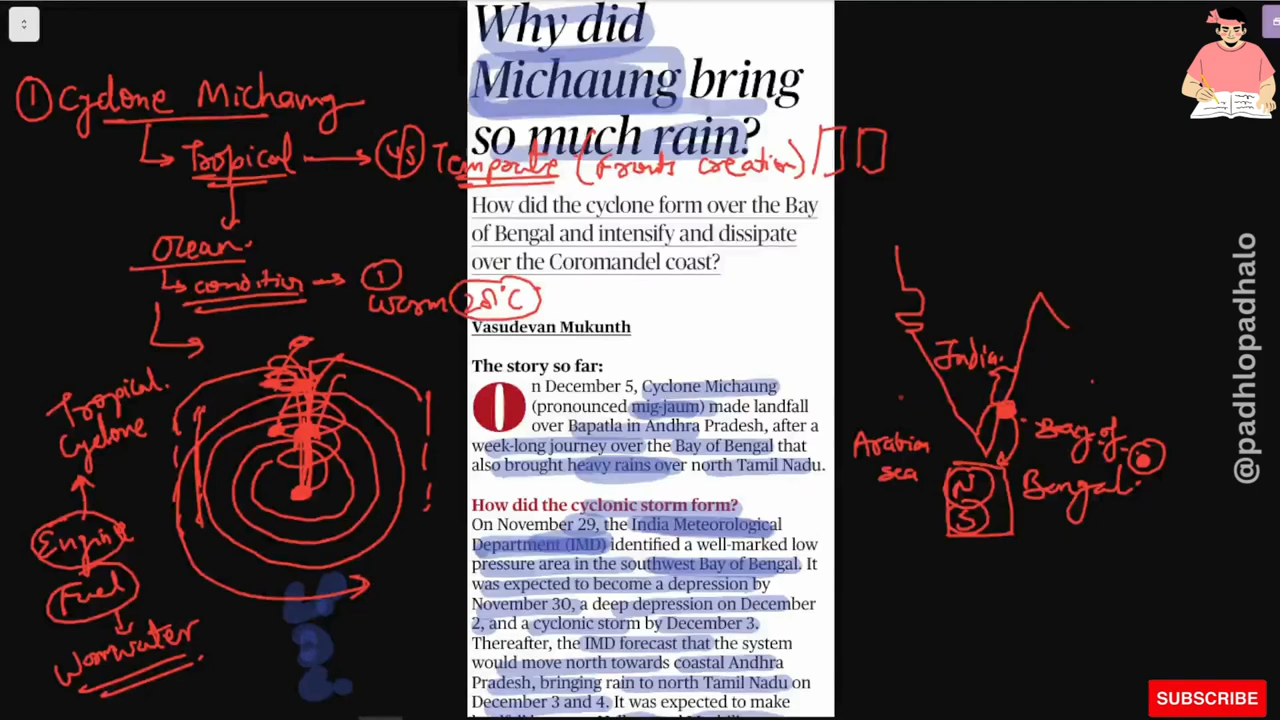 Why did
Michaung bring
so much rain?
How did the cyclone form over the Bay
of Bengal and intensify and dissipate
over the Coromandel coast?
Vasudevan Mukunth
The story so far:
On December 5, Cyclone Michaung
(pronounced mig-jaum) made landfall
over Bapatla in Andhra Pradesh, after a
week-long journey over the Bay of Bengal that
also brought heavy rains over north Tamil Nadu.
How did the cyclonic storm form?
On November 29, the India Meteorological
Department (IMD) identified a well-marked low
pressure area in the southwest Bay of Bengal. It
was expected to become a depression by
November 30, a deep depression on December
2, and a cyclonic storm by December 3.
Thereafter, the IMD forecast that the system
would move north towards coastal Andhra
Pradesh, bringing rain to north Tamil Nadu on
December 3 and 4. It was expected to make
① Cyclone Michaung
Tropical
v/s Temperate (Fronts creation)
Ocean
condition
①
warm
Tropical
Cyclone
Engine
Fuel
Warmwater
India
Arabian
sea
Bay of
Bengal
N
S
@padhlopadhalo
SUBSCRIBE